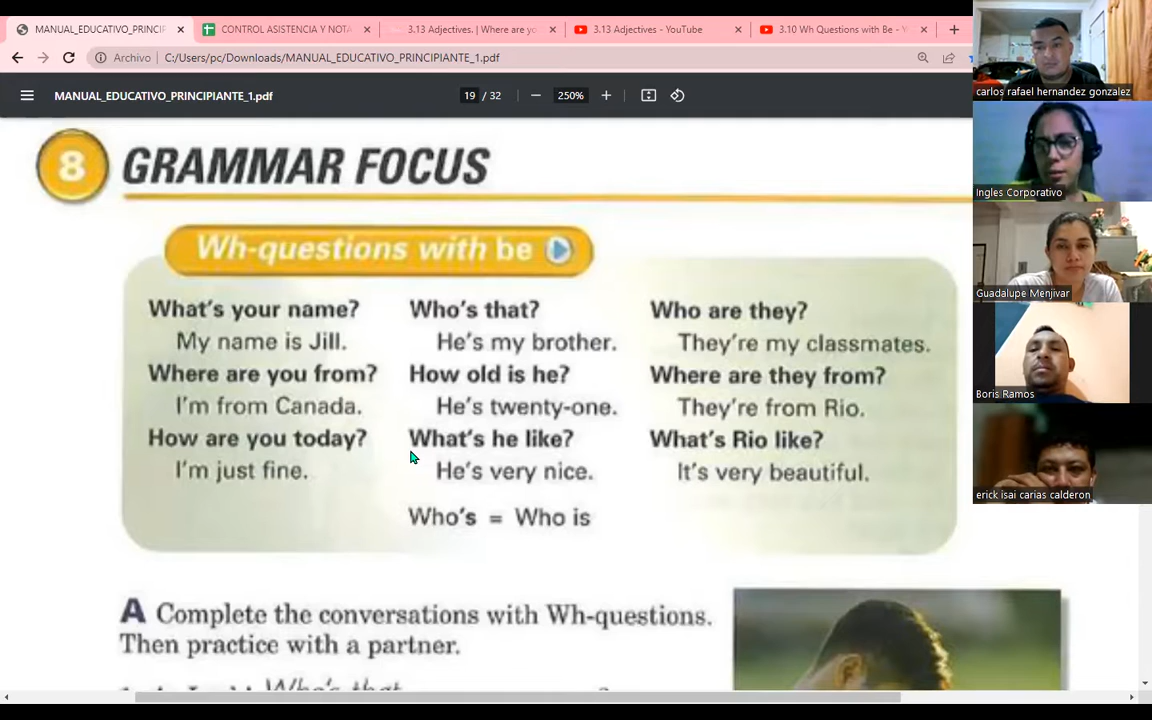 MANUAL_EDUCATIVO_PRINCIP
CONTROL ASISTENCIA Y NOTA
3.13 Adjectives. | Where are yo
3.13 Adjectives - YouTube
3.10 Wh Questions with Be - Y
Archivo
C:/Users/pc/Downloads/MANUAL_EDUCATIVO_PRINCIPIANTE_1.pdf
MANUAL_EDUCATIVO_PRINCIPIANTE_1.pdf
19 / 32
250%
8 GRAMMAR FOCUS
Wh-questions with be
What's your name?
My name is Jill.
Where are you from?
I'm from Canada.
How are you today?
I'm just fine.
Who's that?
He's my brother.
How old is he?
He's twenty-one.
What's he like?
He's very nice.
Who's = Who is
Who are they?
They're my classmates.
Where are they from?
They're from Rio.
What's Rio like?
It's very beautiful.
A Complete the conversations with Wh-questions.
Then practice with a partner.
Who's that
carlos rafael hernandez gonzalez
Ingles Corporativo
Guadalupe Menjivar
Boris Ramos
erick isai carias calderon